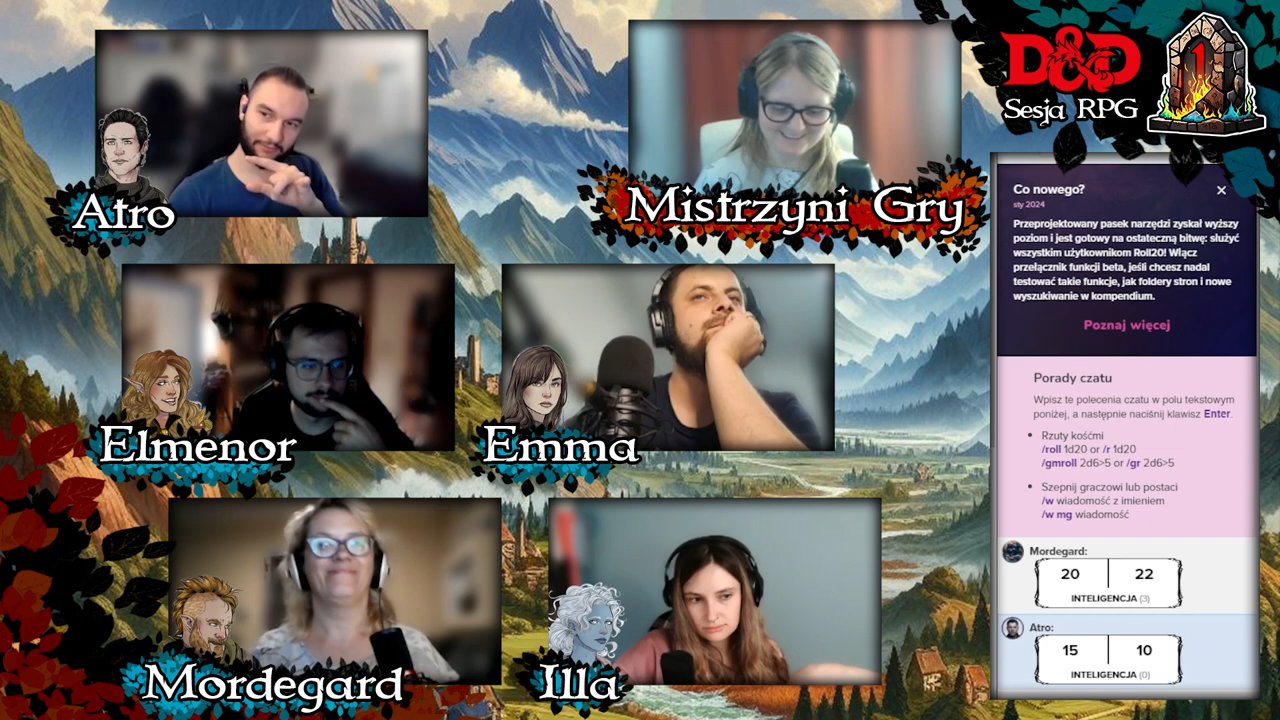 Atro
Mistrzyni Gry
Elmenor
Emma
Mordegard
Illa
D&D
Sesja RPG
1
Co nowego?
sty 2024
Przeprojektowany pasek narzędzi zyskał wyższy
poziom i jest gotowy na ostateczną bitwę: służyć
wszystkim użytkownikom Roll20! Włącz
przełącznik funkcji beta, jeśli chcesz nadal
testować takie funkcje, jak foldery stron i nowe
wyszukiwanie w kompendium.
Poznaj więcej
Porady czatu
Wpisz te polecenia czatu w polu tekstowym
poniżej, a następnie naciśnij klawisz Enter.
Rzuty kośćmi
/roll 1d20 or /r 1d20
/gmroll 2d6>5 or /gr 2d6>5
Szepnij graczowi lub postaci
/w wiadomość z imieniem
/w mg wiadomość
Mordegard:
20 22
INTELIGENCJA (3)
Atro:
15 10
INTELIGENCJA (0)